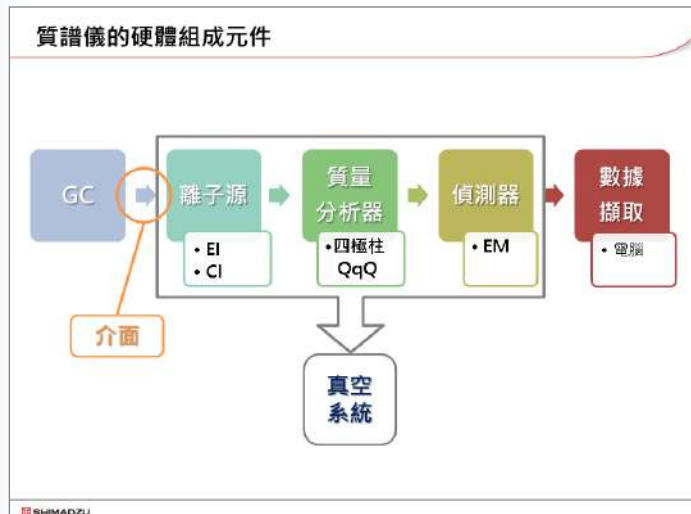 質譜儀的硬體組成元件
GC
離子源
• EI
• CI
質量
分析器
•四極柱
QqQ
偵測器
• EM
數據
擷取
• 電腦
介面
真空
系統
SHIMADZU